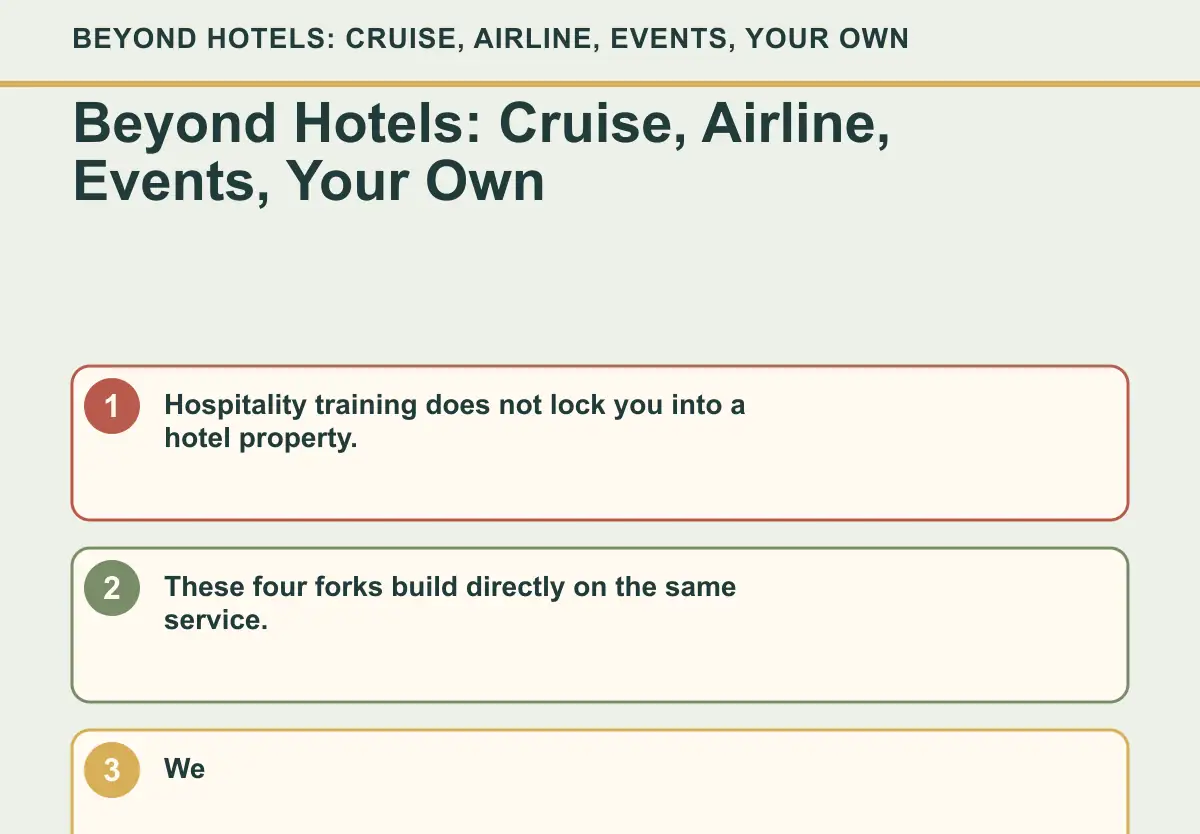 BEYOND HOTELS: CRUISE, AIRLINE, EVENTS, YOUR OWN
Beyond Hotels: Cruise, Airline,
Events, Your Own
1
Hospitality training does not lock you into a
hotel property.
2
These four forks build directly on the same
service.
3
We